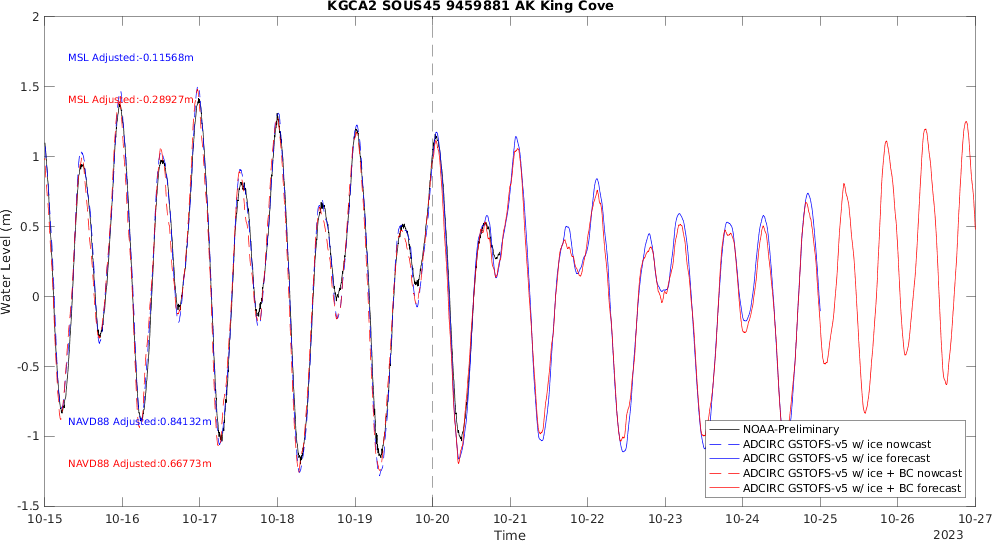 KGCA2 SOUS45 9459881 AK King Cove
2
1.5
1
0.5
0
-0.5
-1
-1.5
Water Level (m)
MSL Adjusted:-0.11568m
MSL Adjusted:-0.28927m
NAVD88 Adjusted:0.84132m
NAVD88 Adjusted:0.66773m
NOAA-Preliminary
ADCIRC GSTOFS-v5 w/ ice nowcast
ADCIRC GSTOFS-v5 w/ ice forecast
ADCIRC GSTOFS-v5 w/ ice + BC nowcast
ADCIRC GSTOFS-v5 w/ ice + BC forecast
10-15 10-16 10-17 10-18 10-19 10-20 10-21 10-22 10-23 10-24 10-25 10-26 10-27
Time
2023